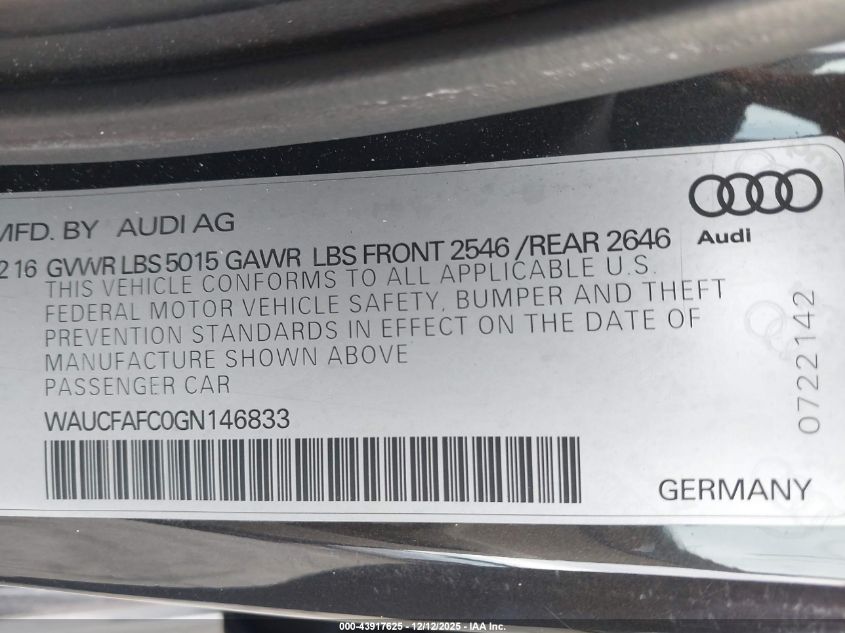 MFD. BY AUDI AG
Audi
216 GVWR LBS 5015 GAWR LBS FRONT 2546 /REAR 2646
THIS VEHICLE CONFORMS TO ALL APPLICABLE U.S.
FEDERAL MOTOR VEHICLE SAFETY, BUMPER AND THEFT
PREVENTION STANDARDS IN EFFECT ON THE DATE OF
MANUFACTURE SHOWN ABOVE
PASSENGER CAR
WAUCFAFC0GN146833
0722142
GERMANY
000-43917625 - 12/12/2025 - IAA Inc.